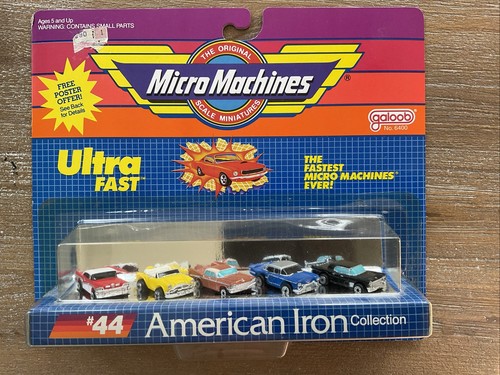 Ages 5 and Up
WARNING: CONTAINS SMALL PARTS
THE ORIGINAL
Micro Machines ®
SCALE MINIATURES
FREE
POSTER
OFFER!
See Back
for Details
galoob
No. 6400
Ultra
FAST™
THE
FASTEST
MICRO MACHINES®
EVER!
#44
American Iron Collection